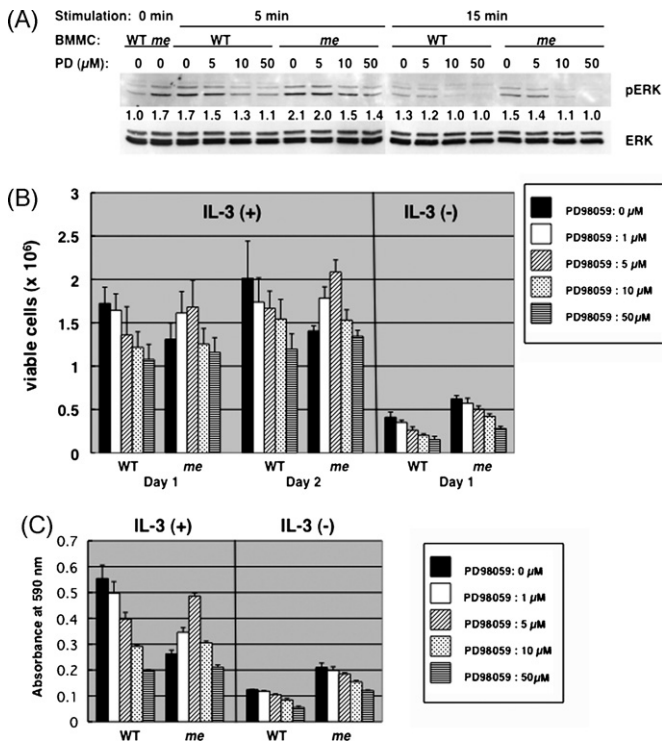 (A)
Stimulation: 0 min 5 min 15 min
BMMC: WT me WT me WT me
PD (µM): 0 0 0 5 10 50 0 5 10 50 0 5 10 50 0 5 10 50
pERK
1.0 1.7 1.7 1.5 1.3 1.1 2.1 2.0 1.5 1.4 1.3 1.2 1.0 1.0 1.5 1.4 1.1 1.0
ERK
(B)
IL-3 (+) IL-3 (-)
viable cells (x 10⁶)
3
2.5
2
1.5
1
0.5
0
WT me WT me WT me
Day 1 Day 2 Day 1
PD98059: 0 µM
PD98059 : 1 µM
PD98059 : 5 µM
PD98059 : 10 µM
PD98059 : 50µM
(C)
IL-3 (+) IL-3 (-)
Absorbance at 590 nm
0.7
0.6
0.5
0.4
0.3
0.2
0.1
0
WT me WT me
PD98059: 0 µM
PD98059 : 1 µM
PD98059 : 5 µM
PD98059 : 10 µM
PD98059 : 50µM